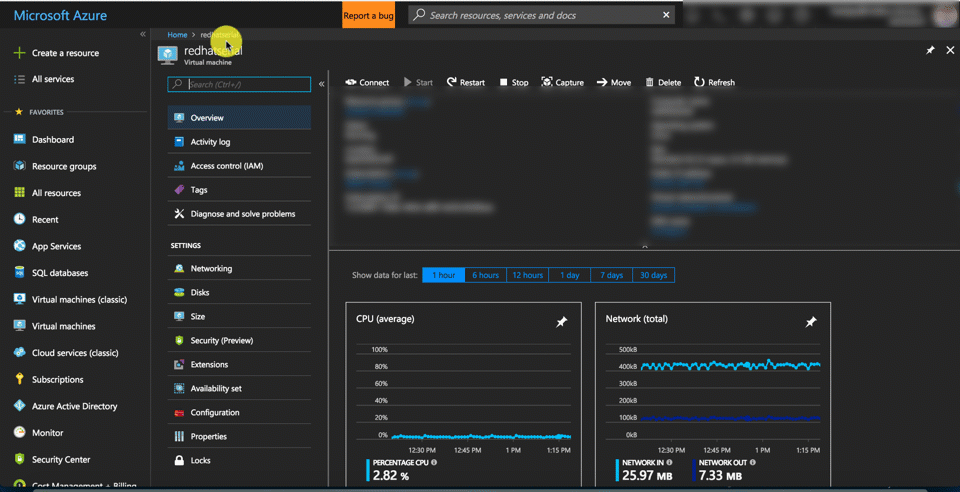 Microsoft Azure
Report a bug
Search resources, services and docs
Create a resource
All services
FAVORITES
Dashboard
Resource groups
All resources
Recent
App Services
SQL databases
Virtual machines (classic)
Virtual machines
Cloud services (classic)
Subscriptions
Azure Active Directory
Monitor
Security Center
Cost Management + Billing
Home > redhatserial
redhatserial
Virtual machine
Search (Ctrl+/)
Overview
Activity log
Access control (IAM)
Tags
Diagnose and solve problems
SETTINGS
Networking
Disks
Size
Security (Preview)
Extensions
Availability set
Configuration
Properties
Locks
Connect Start Restart Stop Capture Move Delete Refresh
Show data for last: 1 hour 6 hours 12 hours 1 day 7 days 30 days
CPU (average)
100%
80%
60%
40%
20%
0%
12:30 PM 12:45 PM 1 PM 1:15 PM
PERCENTAGE CPU
2.82 %
Network (total)
500kB
400kB
300kB
200kB
100kB
0kB
12:30 PM 12:45 PM 1 PM 1:15 PM
NETWORK IN NETWORK OUT
25.97 MB 7.33 MB